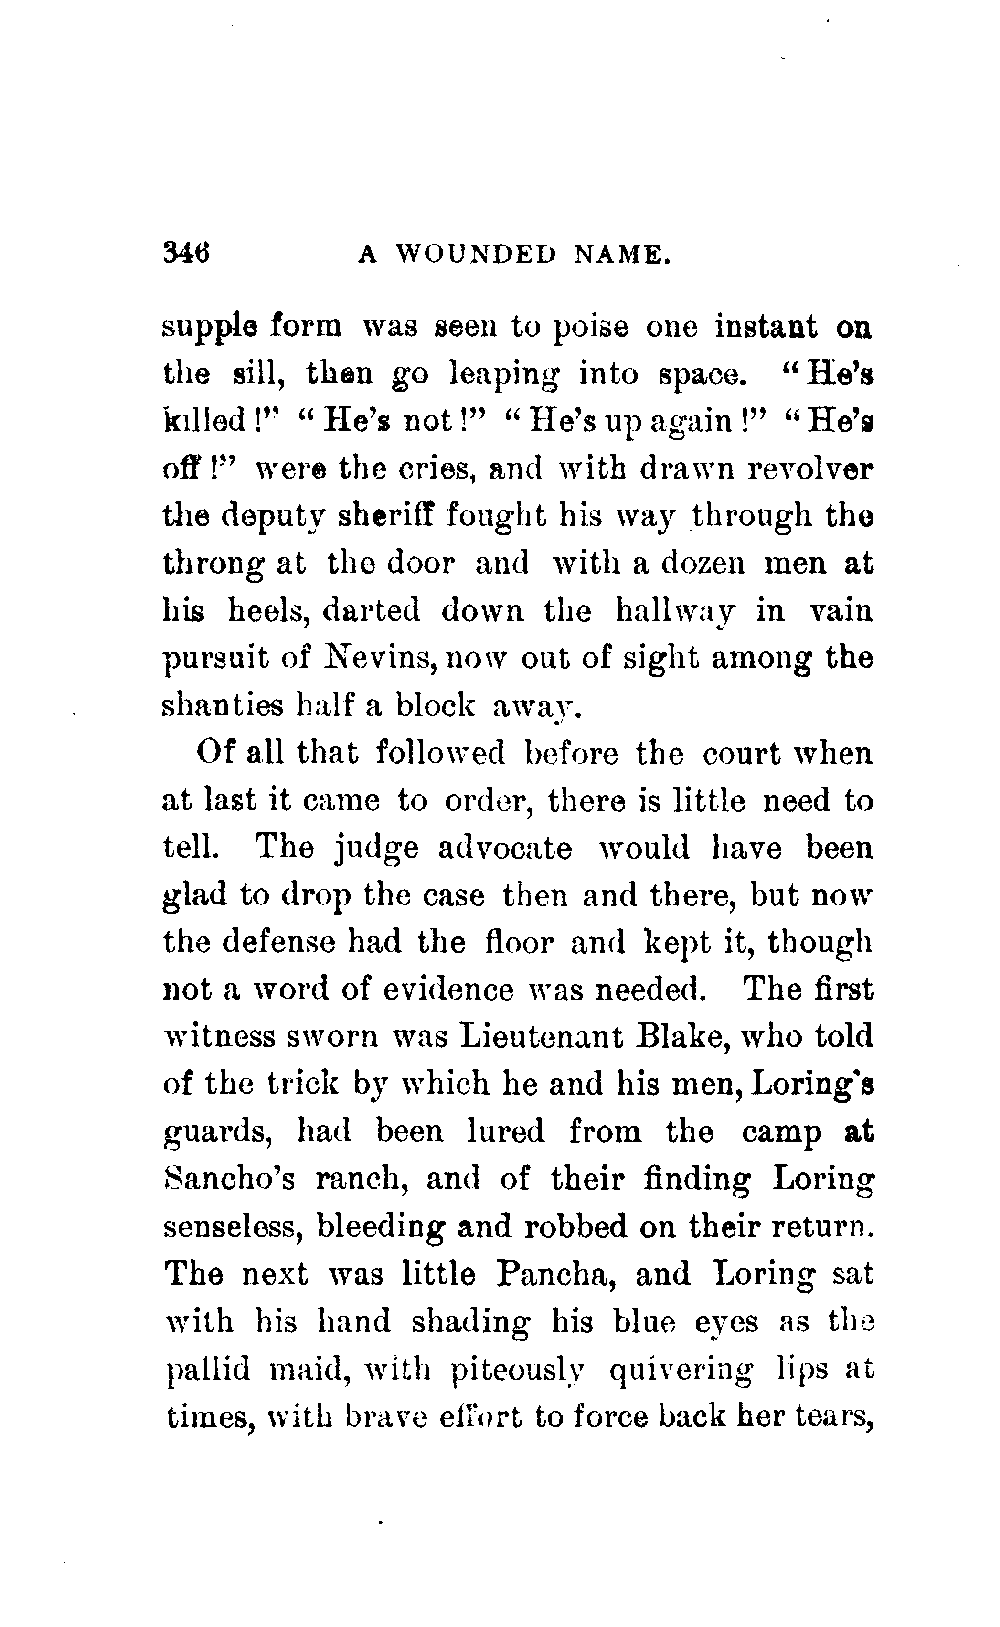 346 A WOUNDED NAME.
supple form was seen to poise one instant on
the sill, then go leaping into space. “He’s
killed!” “He’s not!” “He’s up again!” “He’s
off!” were the cries, and with drawn revolver
the deputy sheriff fought his way through the
throng at the door and with a dozen men at
his heels, darted down the hallway in vain
pursuit of Nevins, now out of sight among the
shanties half a block away.
Of all that followed before the court when
at last it came to order, there is little need to
tell. The judge advocate would have been
glad to drop the case then and there, but now
the defense had the floor and kept it, though
not a word of evidence was needed. The first
witness sworn was Lieutenant Blake, who told
of the trick by which he and his men, Loring’s
guards, had been lured from the camp at
Sancho’s ranch, and of their finding Loring
senseless, bleeding and robbed on their return.
The next was little Pancha, and Loring sat
with his hand shading his blue eyes as the
pallid maid, with piteously quivering lips at
times, with brave effort to force back her tears,